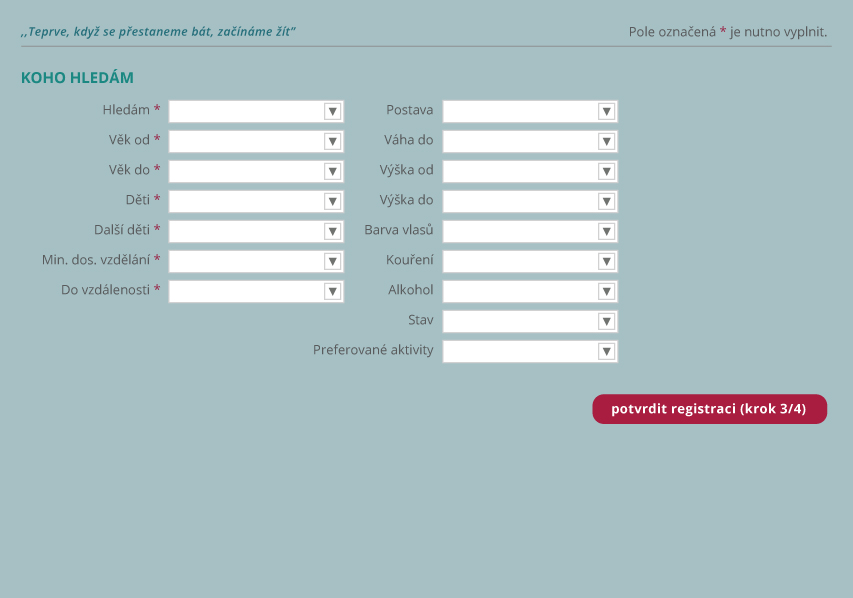 ,,Teprve, když se přestaneme bát, začínáme žít"
Pole označená * je nutno vyplnit.
KOHO HLEDÁM
Hledám *
Věk od *
Věk do *
Děti *
Další děti *
Min. dos. vzdělání *
Do vzdálenosti *
Postava
Váha do
Výška od
Výška do
Barva vlasů
Kouření
Alkohol
Stav
Preferované aktivity
potvrdit registraci (krok 3/4)